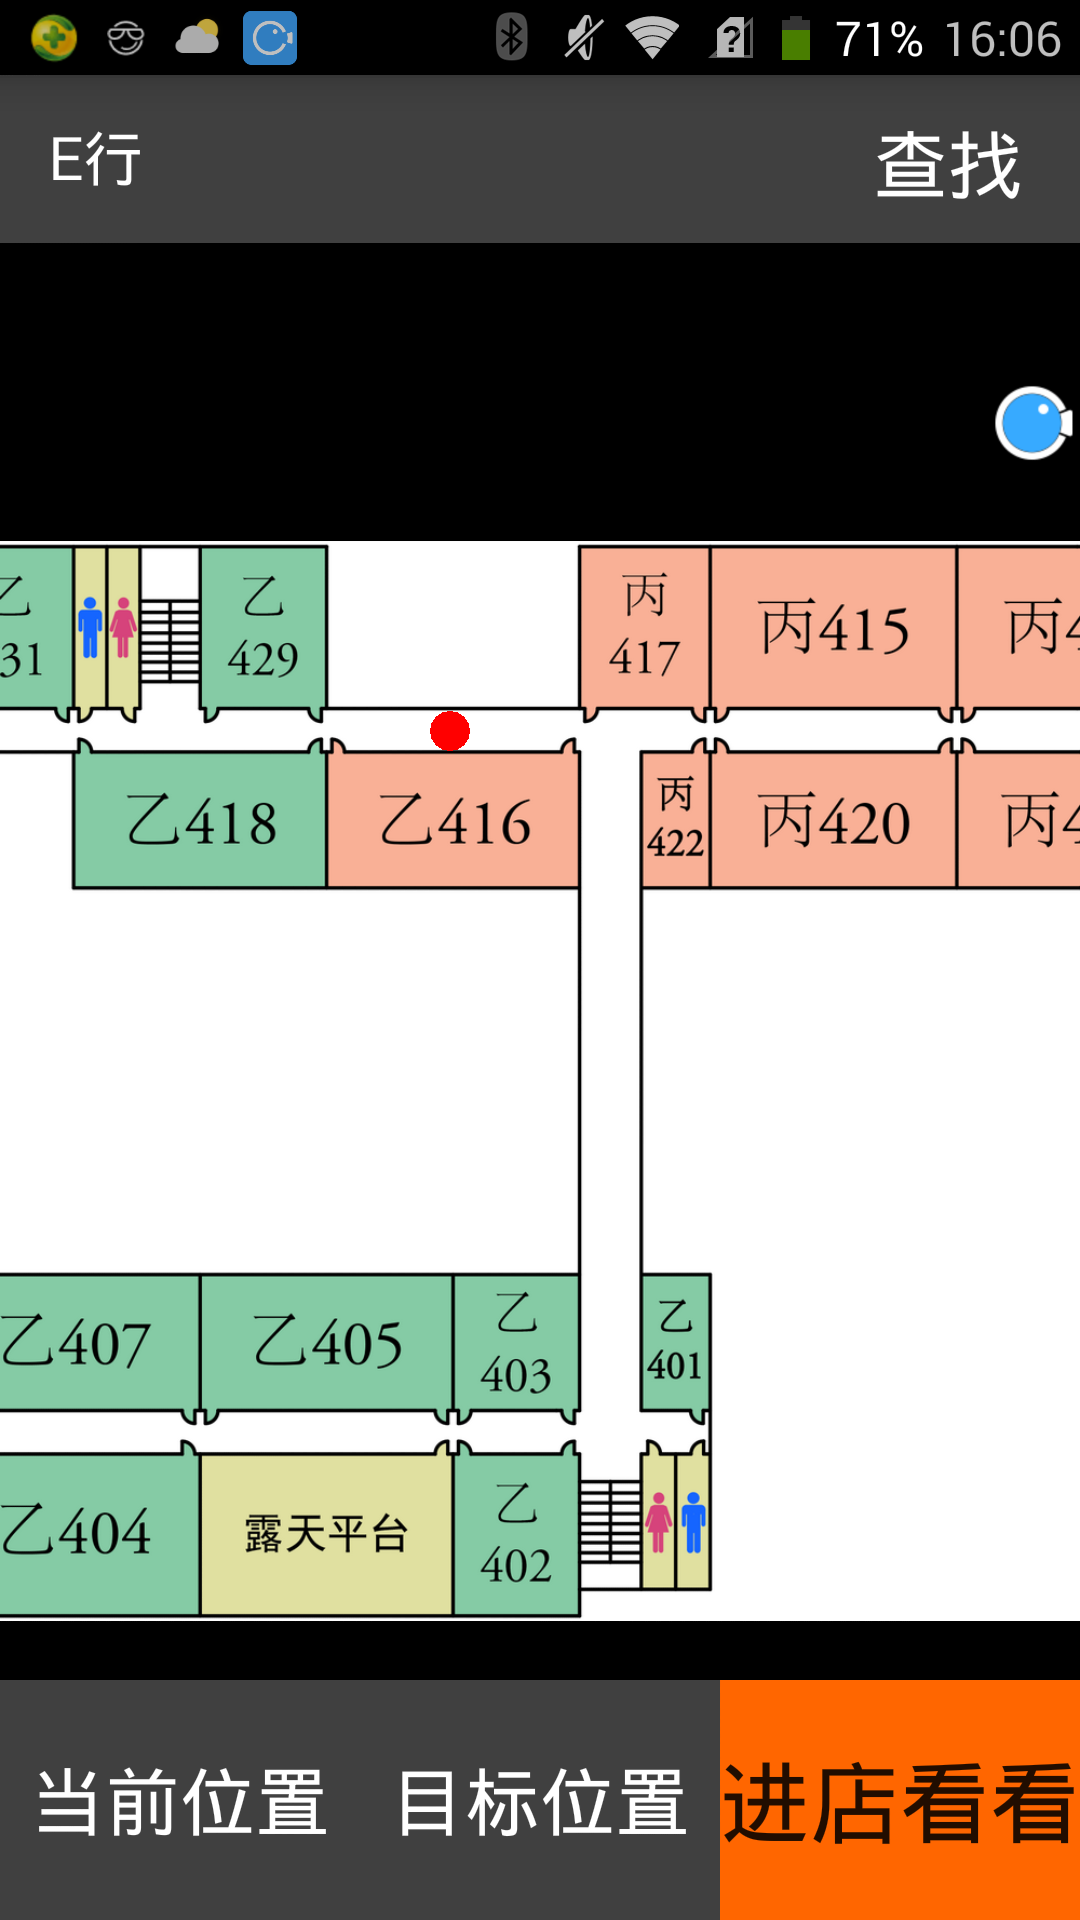 71% 16:06
E行 查找
乙
31
乙
429
丙
417
丙415
丙4
乙418
乙416
丙
422
丙420
丙4
乙407
乙405
乙
403
乙
401
乙404
露天平台
乙
402
当前位置 目标位置 进店看看